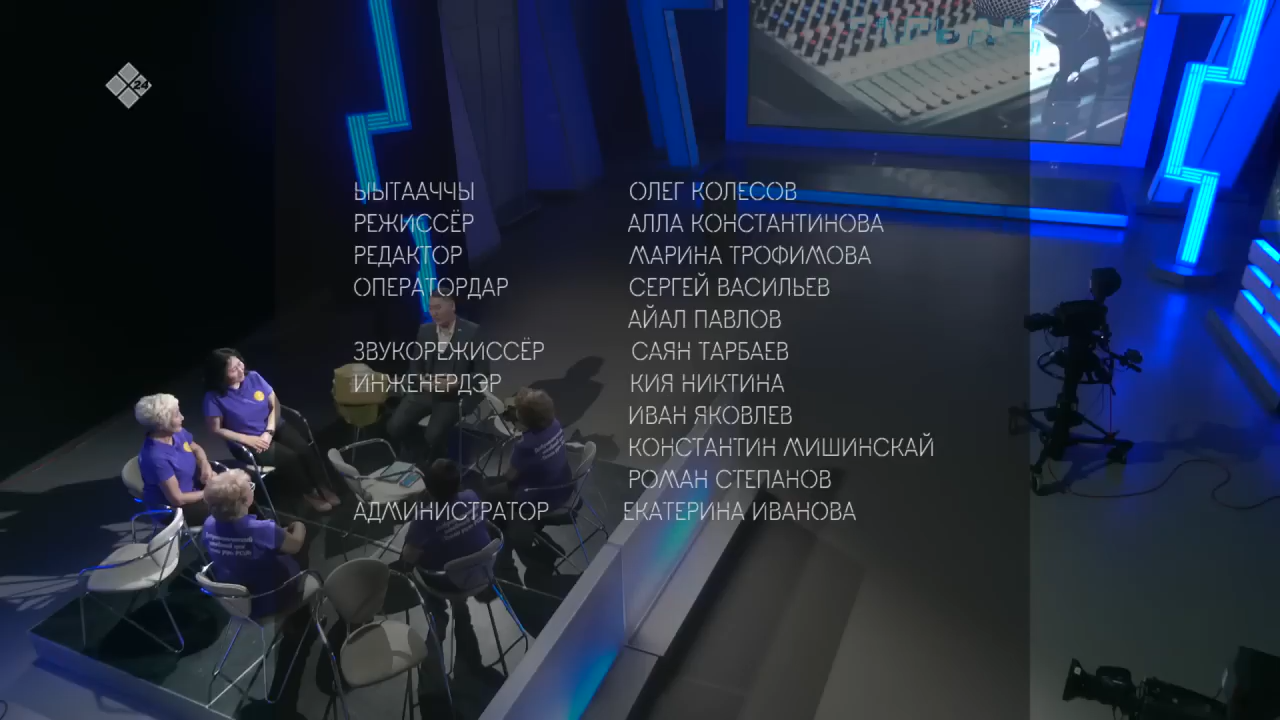 24
ЫЫТААЧЧЫ ОЛЕГ КОЛЕСОВ
РЕЖИССЁР АЛЛА КОНСТАНТИНОВА
РЕДАКТОР МАРИНА ТРОФИМОВА
ОПЕРАТОРДАР СЕРГЕЙ ВАСИЛЬЕВ
АЙАЛ ПАВЛОВ
ЗВУКОРЕЖИССЁР САЯН ТАРБАЕВ
ИНЖЕНЕРДЭР КИЯ НИКТИНА
ИВАН ЯКОВЛЕВ
КОНСТАНТИН МИШИНСКАЙ
РОМАН СТЕПАНОВ
АДМИНИСТРАТОР ЕКАТЕРИНА ИВАНОВА